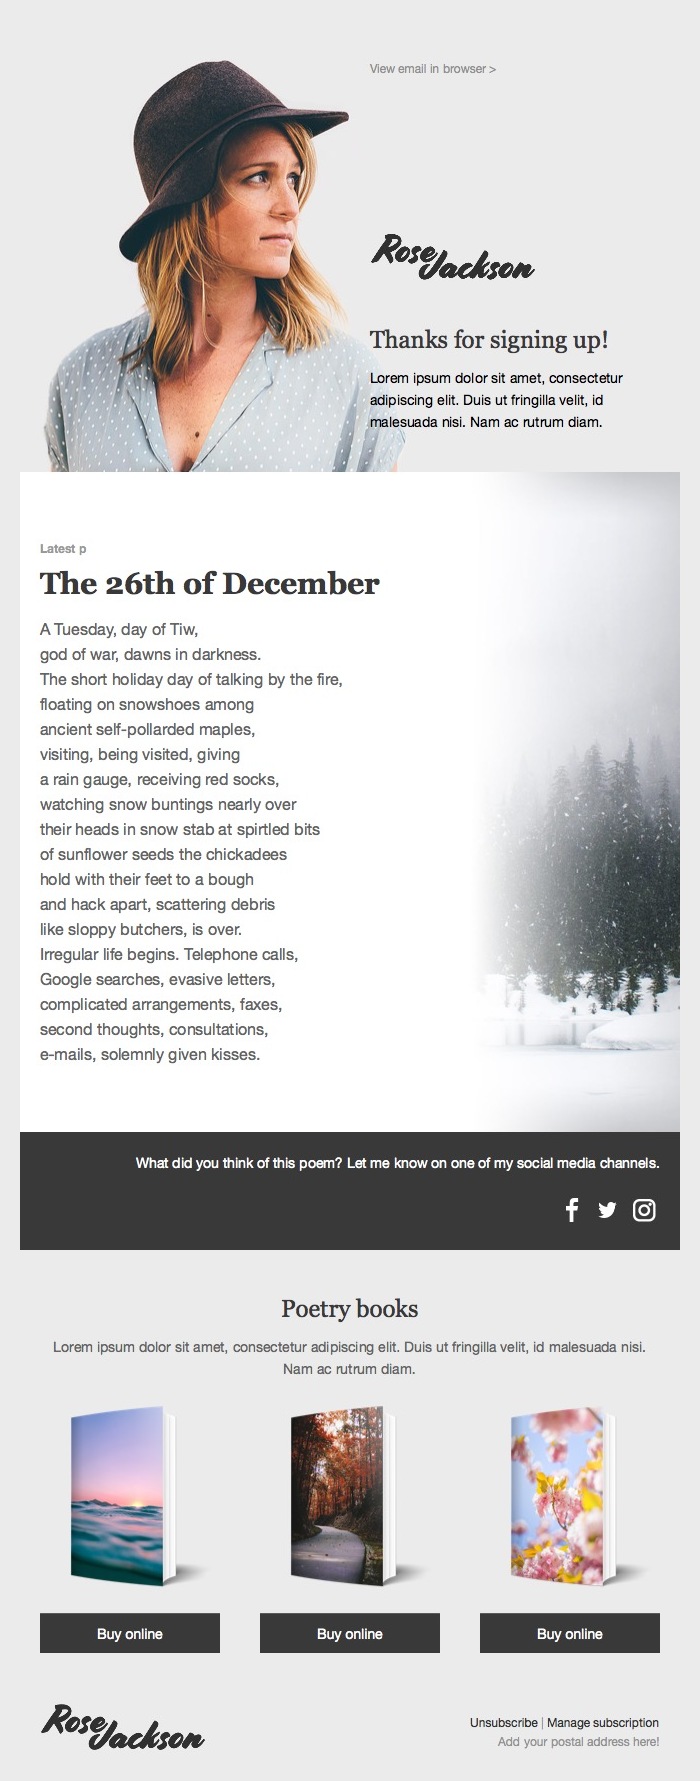 View email in browser >
Rose Jackson
Thanks for signing up!
Lorem ipsum dolor sit amet, consectetur
adipiscing elit. Duis ut fringilla velit, id
malesuada nisi. Nam ac rutrum diam.
Latest p
The 26th of December
A Tuesday, day of Tiw,
god of war, dawns in darkness.
The short holiday day of talking by the fire,
floating on snowshoes among
ancient self-pollarded maples,
visiting, being visited, giving
a rain gauge, receiving red socks,
watching snow buntings nearly over
their heads in snow stab at spirtled bits
of sunflower seeds the chickadees
hold with their feet to a bough
and hack apart, scattering debris
like sloppy butchers, is over.
Irregular life begins. Telephone calls,
Google searches, evasive letters,
complicated arrangements, faxes,
second thoughts, consultations,
e-mails, solemnly given kisses.
What did you think of this poem? Let me know on one of my social media channels.
Poetry books
Lorem ipsum dolor sit amet, consectetur adipiscing elit. Duis ut fringilla velit, id malesuada nisi.
Nam ac rutrum diam.
Buy online
Buy online
Buy online
Rose Jackson
Unsubscribe | Manage subscription
Add your postal address here!